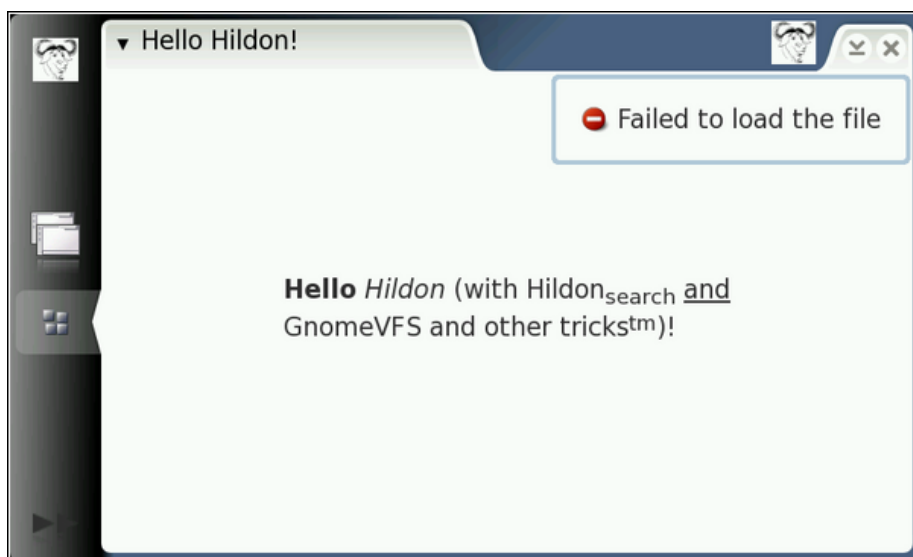 Hello Hildon!
Failed to load the file
Hello Hildon (with Hildonsearch and
GnomeVFS and other trickstm)!